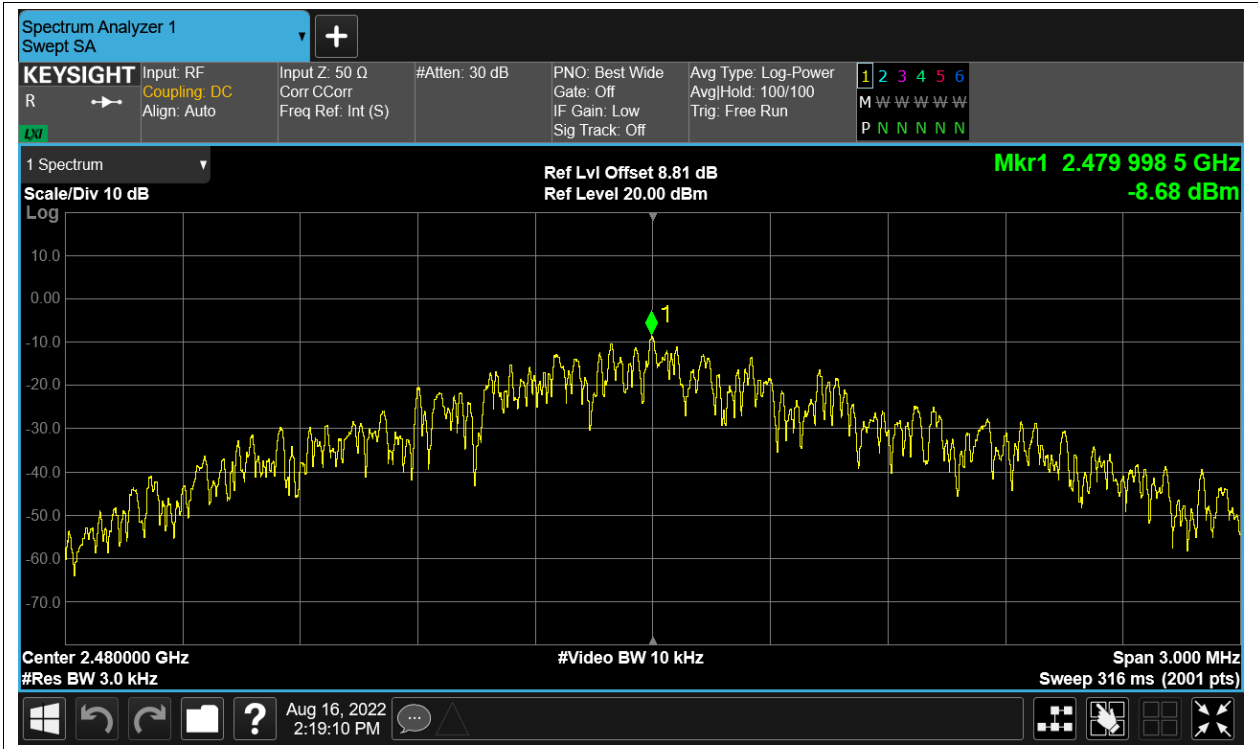 Spectrum Analyzer 1
Swept SA
▼
+
KEYSIGHT
R
LXI
Input: RF
Coupling: DC
Align: Auto
Input Z: 50 Ω
Corr CCorr
Freq Ref: Int (S)
#Atten: 30 dB
PNO: Best Wide
Gate: Off
IF Gain: Low
Sig Track: Off
Avg Type: Log-Power
Avg|Hold: 100/100
Trig: Free Run
1 2 3 4 5 6
M W W W W W W
P N N N N N
1 Spectrum ▼
Scale/Div 10 dB
Ref Lvl Offset 8.81 dB
Ref Level 20.00 dBm
Mkr1 2.479 998 5 GHz
-8.68 dBm
Log
10.0
0.00
-10.0
-20.0
-30.0
-40.0
-50.0
-60.0
-70.0
1
Center 2.480000 GHz
#Res BW 3.0 kHz
#Video BW 10 kHz
Span 3.000 MHz
Sweep 316 ms (2001 pts)
?
Aug 16, 2022
2:19:10 PM